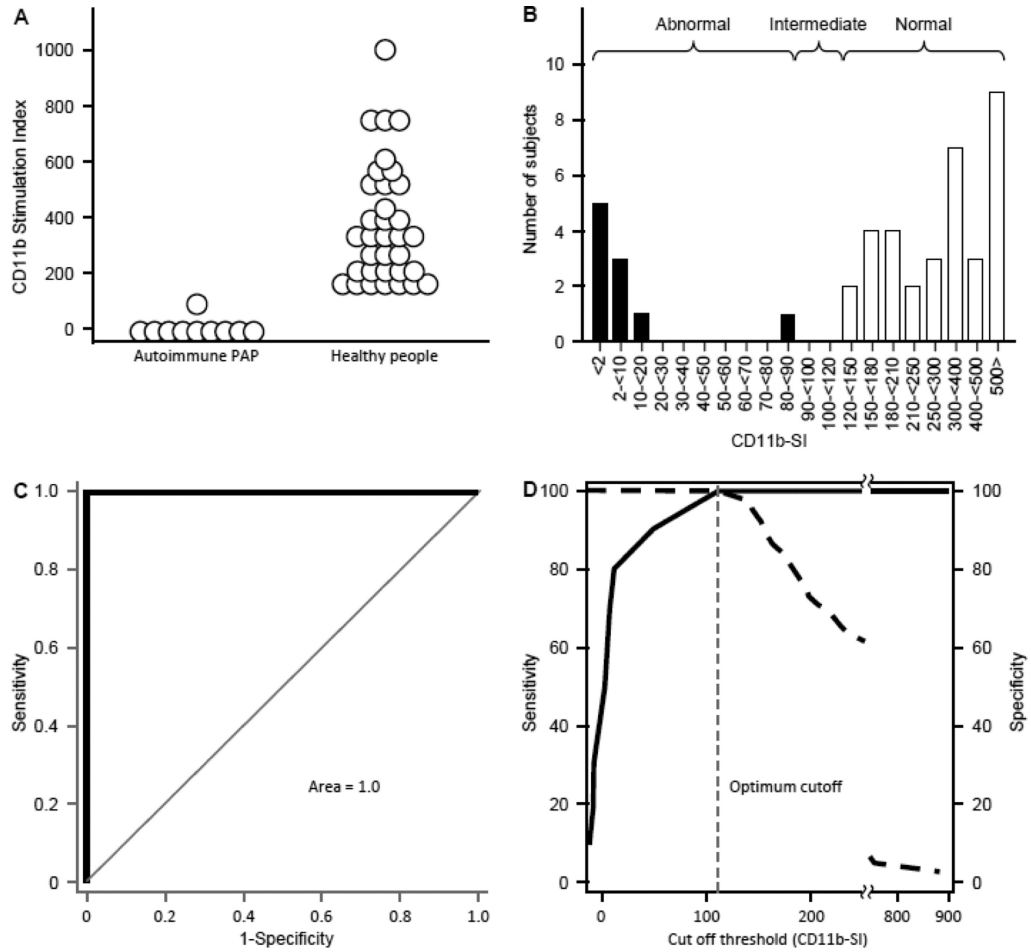 A
CD11b Stimulation Index
1000
800
600
400
200
0
Autoimmune PAP
Healthy people
B
Abnormal
Intermediate
Normal
Number of subjects
10
8
6
4
2
0
<2
2-<10
10-<20
20-<30
30-<40
40-<50
50-<60
60-<70
70-<80
80-<90
90-<100
100-<120
120-<150
150-<180
180-<210
210-<250
250-<300
300-<400
400-<500
500>
CD11b-SI
C
Sensitivity
1.0
0.8
0.6
0.4
0.2
0
Area = 1.0
0 0.2 0.4 0.6 0.8 1.0
1-Specificity
D
Sensitivity
100
80
60
40
20
0
Optimum cutoff
100
80
60
40
20
0
Specificity
0 100 200 800 900
Cut off threshold (CD11b-SI)